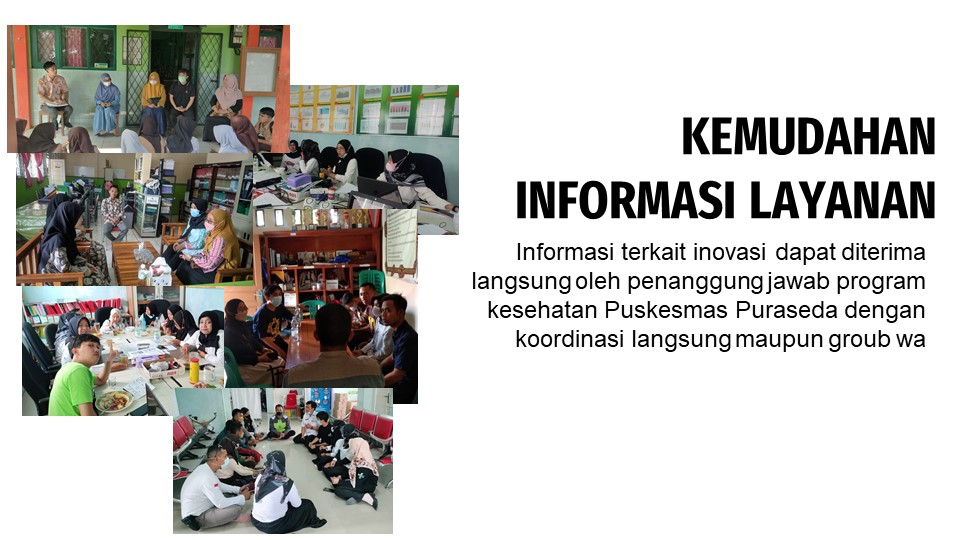 KEMUDAHAN
INFORMASI LAYANAN
Informasi terkait inovasi dapat diterima
langsung oleh penanggung jawab program
kesehatan Puskesmas Puraseda dengan
koordinasi langsung maupun groub wa